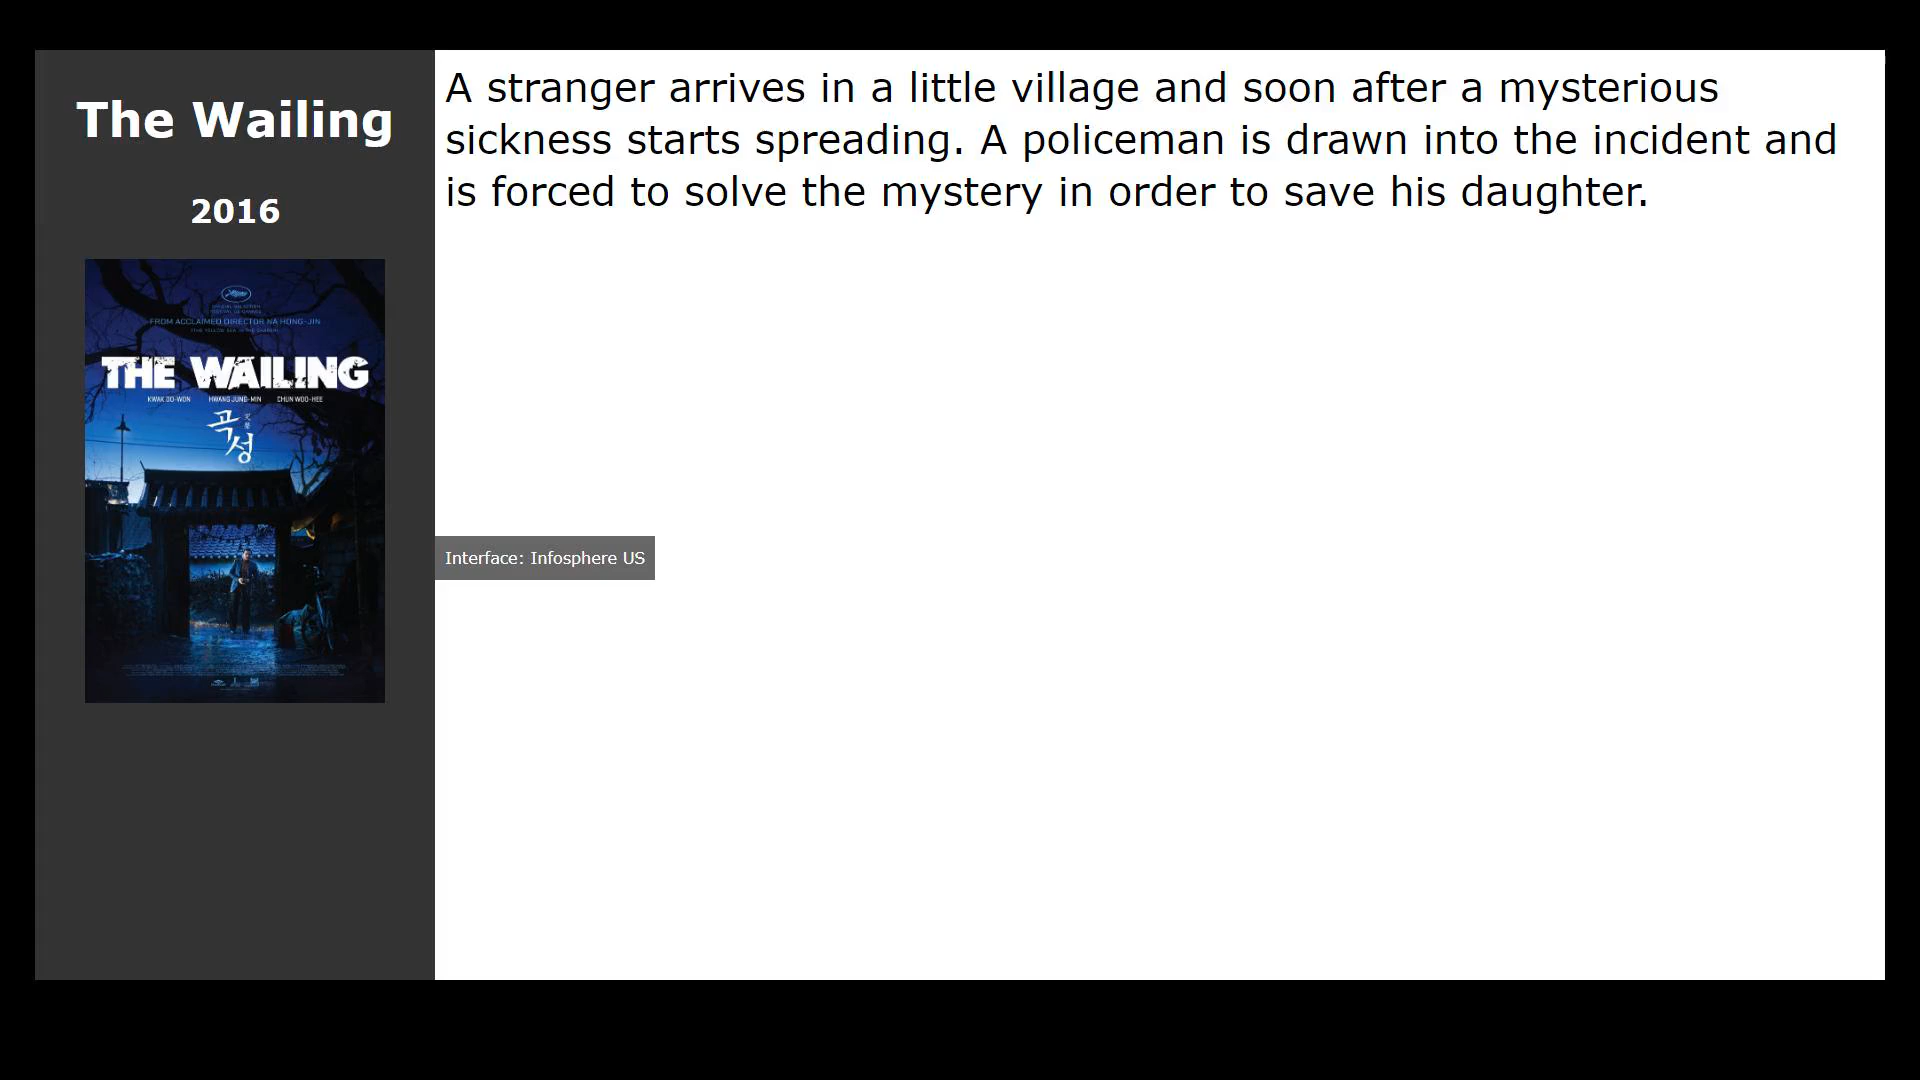 The Wailing
2016
FROM ACCLAIMED DIRECTOR NA HONG-JIN
THE WAILING
KWAK DO-WON HWANG JUNG-MIN CHUN WOO-HEE
곡성
A stranger arrives in a little village and soon after a mysterious
sickness starts spreading. A policeman is drawn into the incident and
is forced to solve the mystery in order to save his daughter.
Interface: Infosphere US